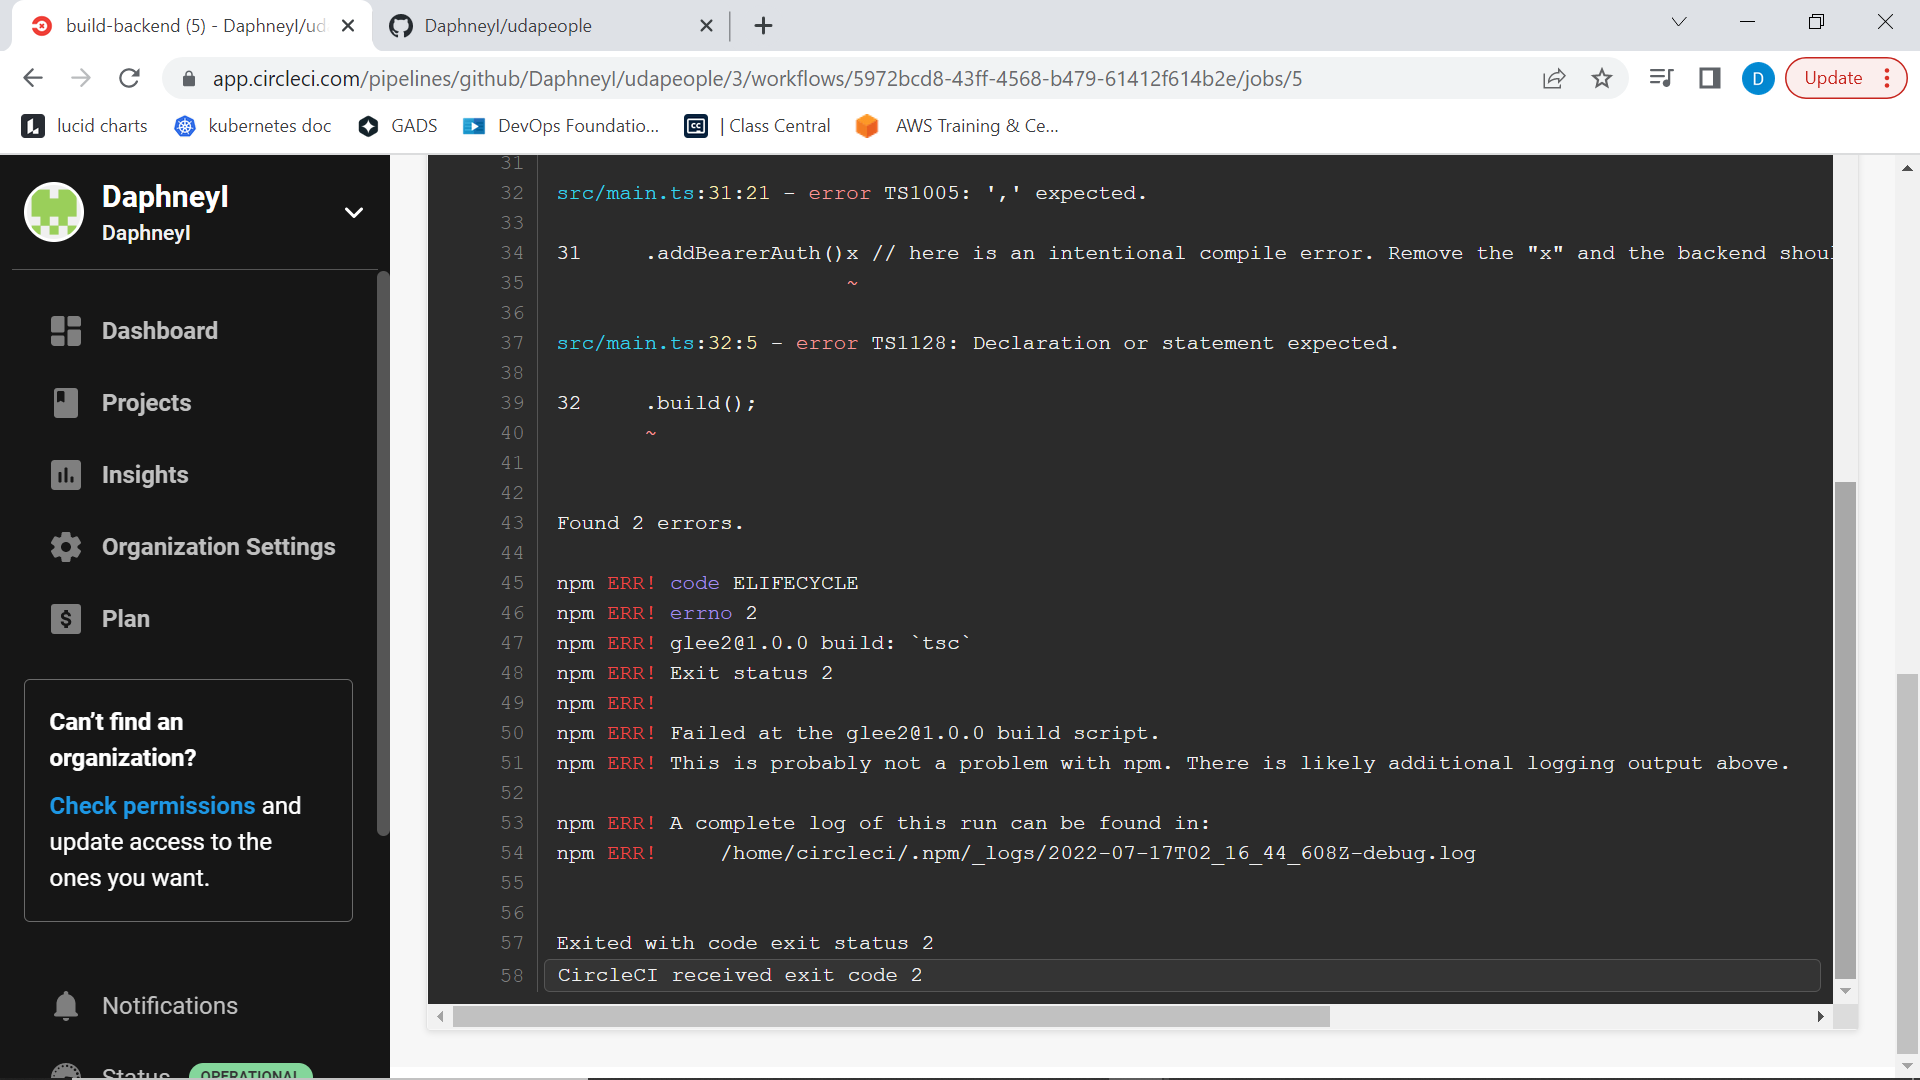 build-backend (5) - DaphneyI/ud
DaphneyI/udapeople
app.circleci.com/pipelines/github/DaphneyI/udapeople/3/workflows/5972bcd8-43ff-4568-b479-61412f614b2e/jobs/5
D
Update
lucid charts
kubernetes doc
GADS
DevOps Foundatio...
| Class Central
AWS Training & Ce...
DaphneyI
DaphneyI
Dashboard
Projects
Insights
Organization Settings
Plan
Can't find an
organization?
Check permissions and
update access to the
ones you want.
Notifications
Status OPERATIONAL
31
32 src/main.ts:31:21 - error TS1005: ',' expected.
33
34 31 .addBearerAuth()x // here is an intentional compile error. Remove the "x" and the backend shoul
35 ~
36
37 src/main.ts:32:5 - error TS1128: Declaration or statement expected.
38
39 32 .build();
40 ~
41
42
43 Found 2 errors.
44
45 npm ERR! code ELIFECYCLE
46 npm ERR! errno 2
47 npm ERR! glee2@1.0.0 build: `tsc`
48 npm ERR! Exit status 2
49 npm ERR!
50 npm ERR! Failed at the glee2@1.0.0 build script.
51 npm ERR! This is probably not a problem with npm. There is likely additional logging output above.
52
53 npm ERR! A complete log of this run can be found in:
54 npm ERR! /home/circleci/.npm/_logs/2022-07-17T02_16_44_608Z-debug.log
55
56
57 Exited with code exit status 2
58 CircleCI received exit code 2